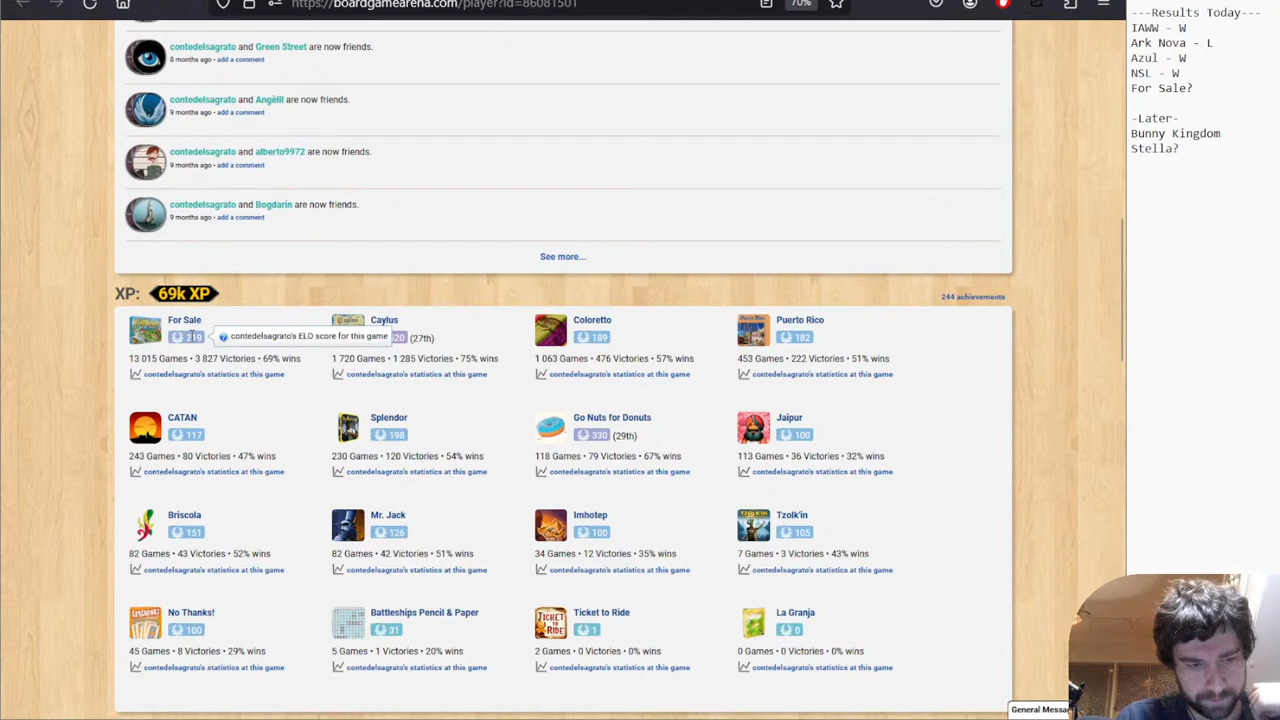 https://boardgamearena.com/player?id=86081501
70%
contedelsagrato and Green Street are now friends.
8 months ago • add a comment
contedelsagrato and Angèlll are now friends.
9 months ago • add a comment
contedelsagrato and alberto9972 are now friends.
9 months ago • add a comment
contedelsagrato and Bogdarin are now friends.
9 months ago • add a comment
See more...
XP: 69k XP
244 achievements
For Sale
contedelsagrato's ELO score for this game
13 015 Games • 3 827 Victories • 69% wins
contedelsagrato's statistics at this game
Caylus
(27th)
1 720 Games • 1 285 Victories • 75% wins
contedelsagrato's statistics at this game
Coloretto
189
1 063 Games • 476 Victories • 57% wins
contedelsagrato's statistics at this game
Puerto Rico
182
453 Games • 222 Victories • 51% wins
contedelsagrato's statistics at this game
CATAN
117
243 Games • 80 Victories • 47% wins
contedelsagrato's statistics at this game
Splendor
198
230 Games • 120 Victories • 54% wins
contedelsagrato's statistics at this game
Go Nuts for Donuts
330 (29th)
118 Games • 79 Victories • 67% wins
contedelsagrato's statistics at this game
Jaipur
100
113 Games • 36 Victories • 32% wins
contedelsagrato's statistics at this game
Briscola
151
82 Games • 43 Victories • 52% wins
contedelsagrato's statistics at this game
Mr. Jack
126
82 Games • 42 Victories • 51% wins
contedelsagrato's statistics at this game
Imhotep
100
34 Games • 12 Victories • 35% wins
contedelsagrato's statistics at this game
Tzolk'in
105
7 Games • 3 Victories • 43% wins
contedelsagrato's statistics at this game
No Thanks!
100
45 Games • 8 Victories • 29% wins
contedelsagrato's statistics at this game
Battleships Pencil & Paper
31
5 Games • 1 Victories • 20% wins
contedelsagrato's statistics at this game
TICKET TO RIDE
Ticket to Ride
1
2 Games • 0 Victories • 0% wins
contedelsagrato's statistics at this game
La Granja
0
0 Games • 0 Victories • 0% wins
contedelsagrato's statistics at this game
General Messa
---Results Today---
IAWW - W
Ark Nova - L
Azul - W
NSL - W
For Sale?
-Later-
Bunny Kingdom
Stella?